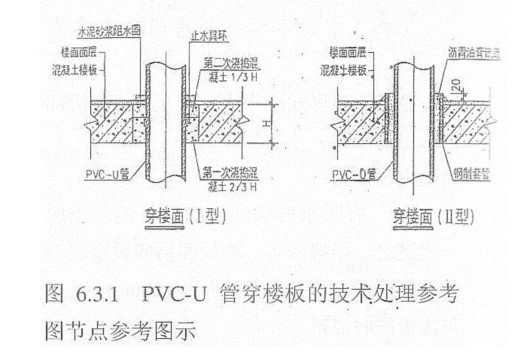 水泥砂浆阻水圈
止水翼环
楼面面层
混凝土楼板
第二次浇捣混
凝土1/3H
H
PVC-U管
第一次浇捣混
凝土2/3H
穿楼面(Ⅰ型)
楼面面层
混凝土楼板
沥青油膏嵌缝
20
PVC-U管
钢制套管
穿楼面(Ⅱ型)
图 6.3.1 PVC-U 管穿楼板的技术处理参考
图节点参考图示